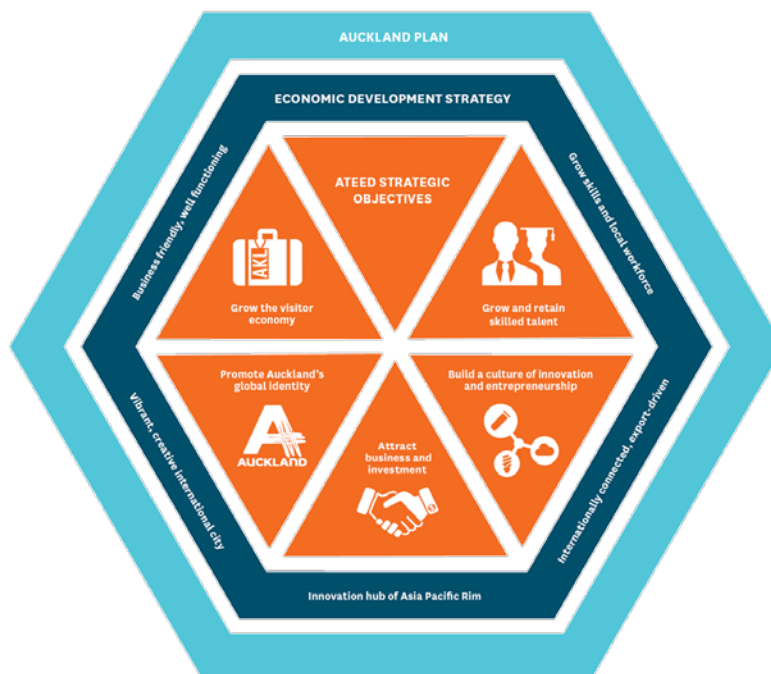 AUCKLAND PLAN
ECONOMIC DEVELOPMENT STRATEGY
Business friendly, well functioning
Grow skills and local workforce
ATEED STRATEGIC
OBJECTIVES
AKL
Grow the visitor
economy
Grow and retain
skilled talent
Promote Auckland's
global identity
AUCKLAND
Attract
business and
investment
Build a culture of innovation
and entrepreneurship
Vibrant, creative international city
Internationally connected, export-driven
Innovation hub of Asia Pacific Rim